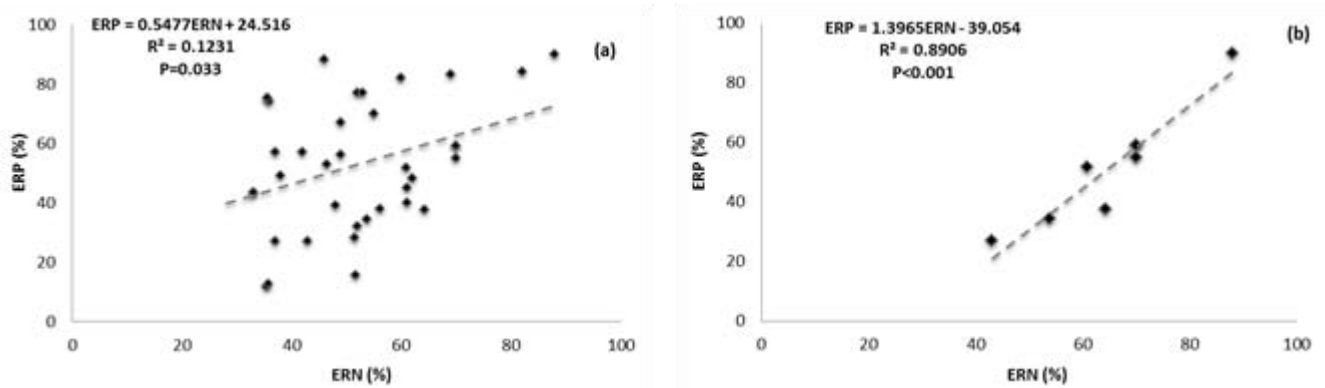 ERP = 0.5477ERN + 24.516
R² = 0.1231
P=0.033
(a)
100
80
60
40
20
0
ERP (%)
0 20 40 60 80 100
ERN (%)
ERP = 1.3965ERN - 39.054
R² = 0.8906
P<0.001
(b)
100
80
60
40
20
0
ERP (%)
0 20 40 60 80 100
ERN (%)